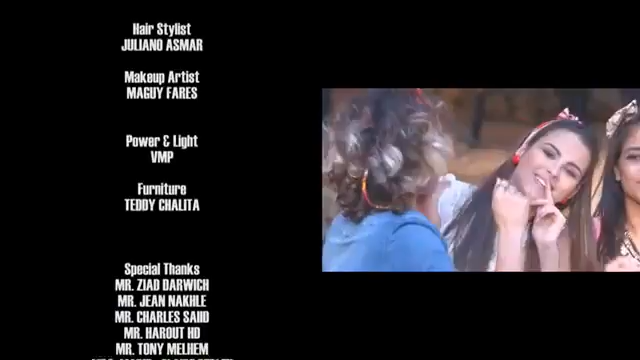 Hair Stylist
JULIANO ASMAR
Makeup Artist
MAGUY FARES
Power & Light
VMP
Furniture
TEDDY CHALITA
Special Thanks
MR. ZIAD DARWICH
MR. JEAN NAKHLE
MR. CHARLES SAIID
MR. HAROUT HD
MR. TONY MELHEM